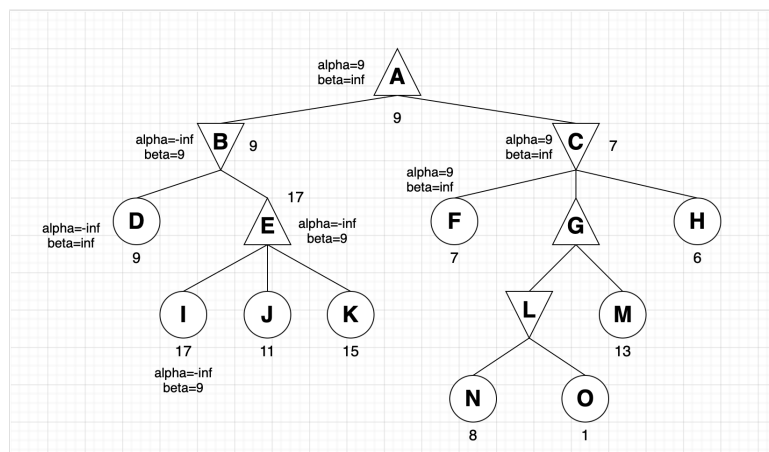 alpha=9
beta=inf
A
9
alpha=-inf
beta=9
B
9
alpha=9
beta=inf
C
7
alpha=9
beta=inf
17
alpha=-inf
beta=inf
D
9
E
alpha=-inf
beta=9
F
7
G
H
6
I
17
J
11
K
15
L
M
13
alpha=-inf
beta=9
N
8
O
1